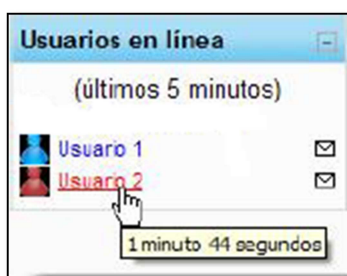 Usuarios en línea
(últimos 5 minutos)
Usuario 1
Usuario 2
1 minuto 44 segundos